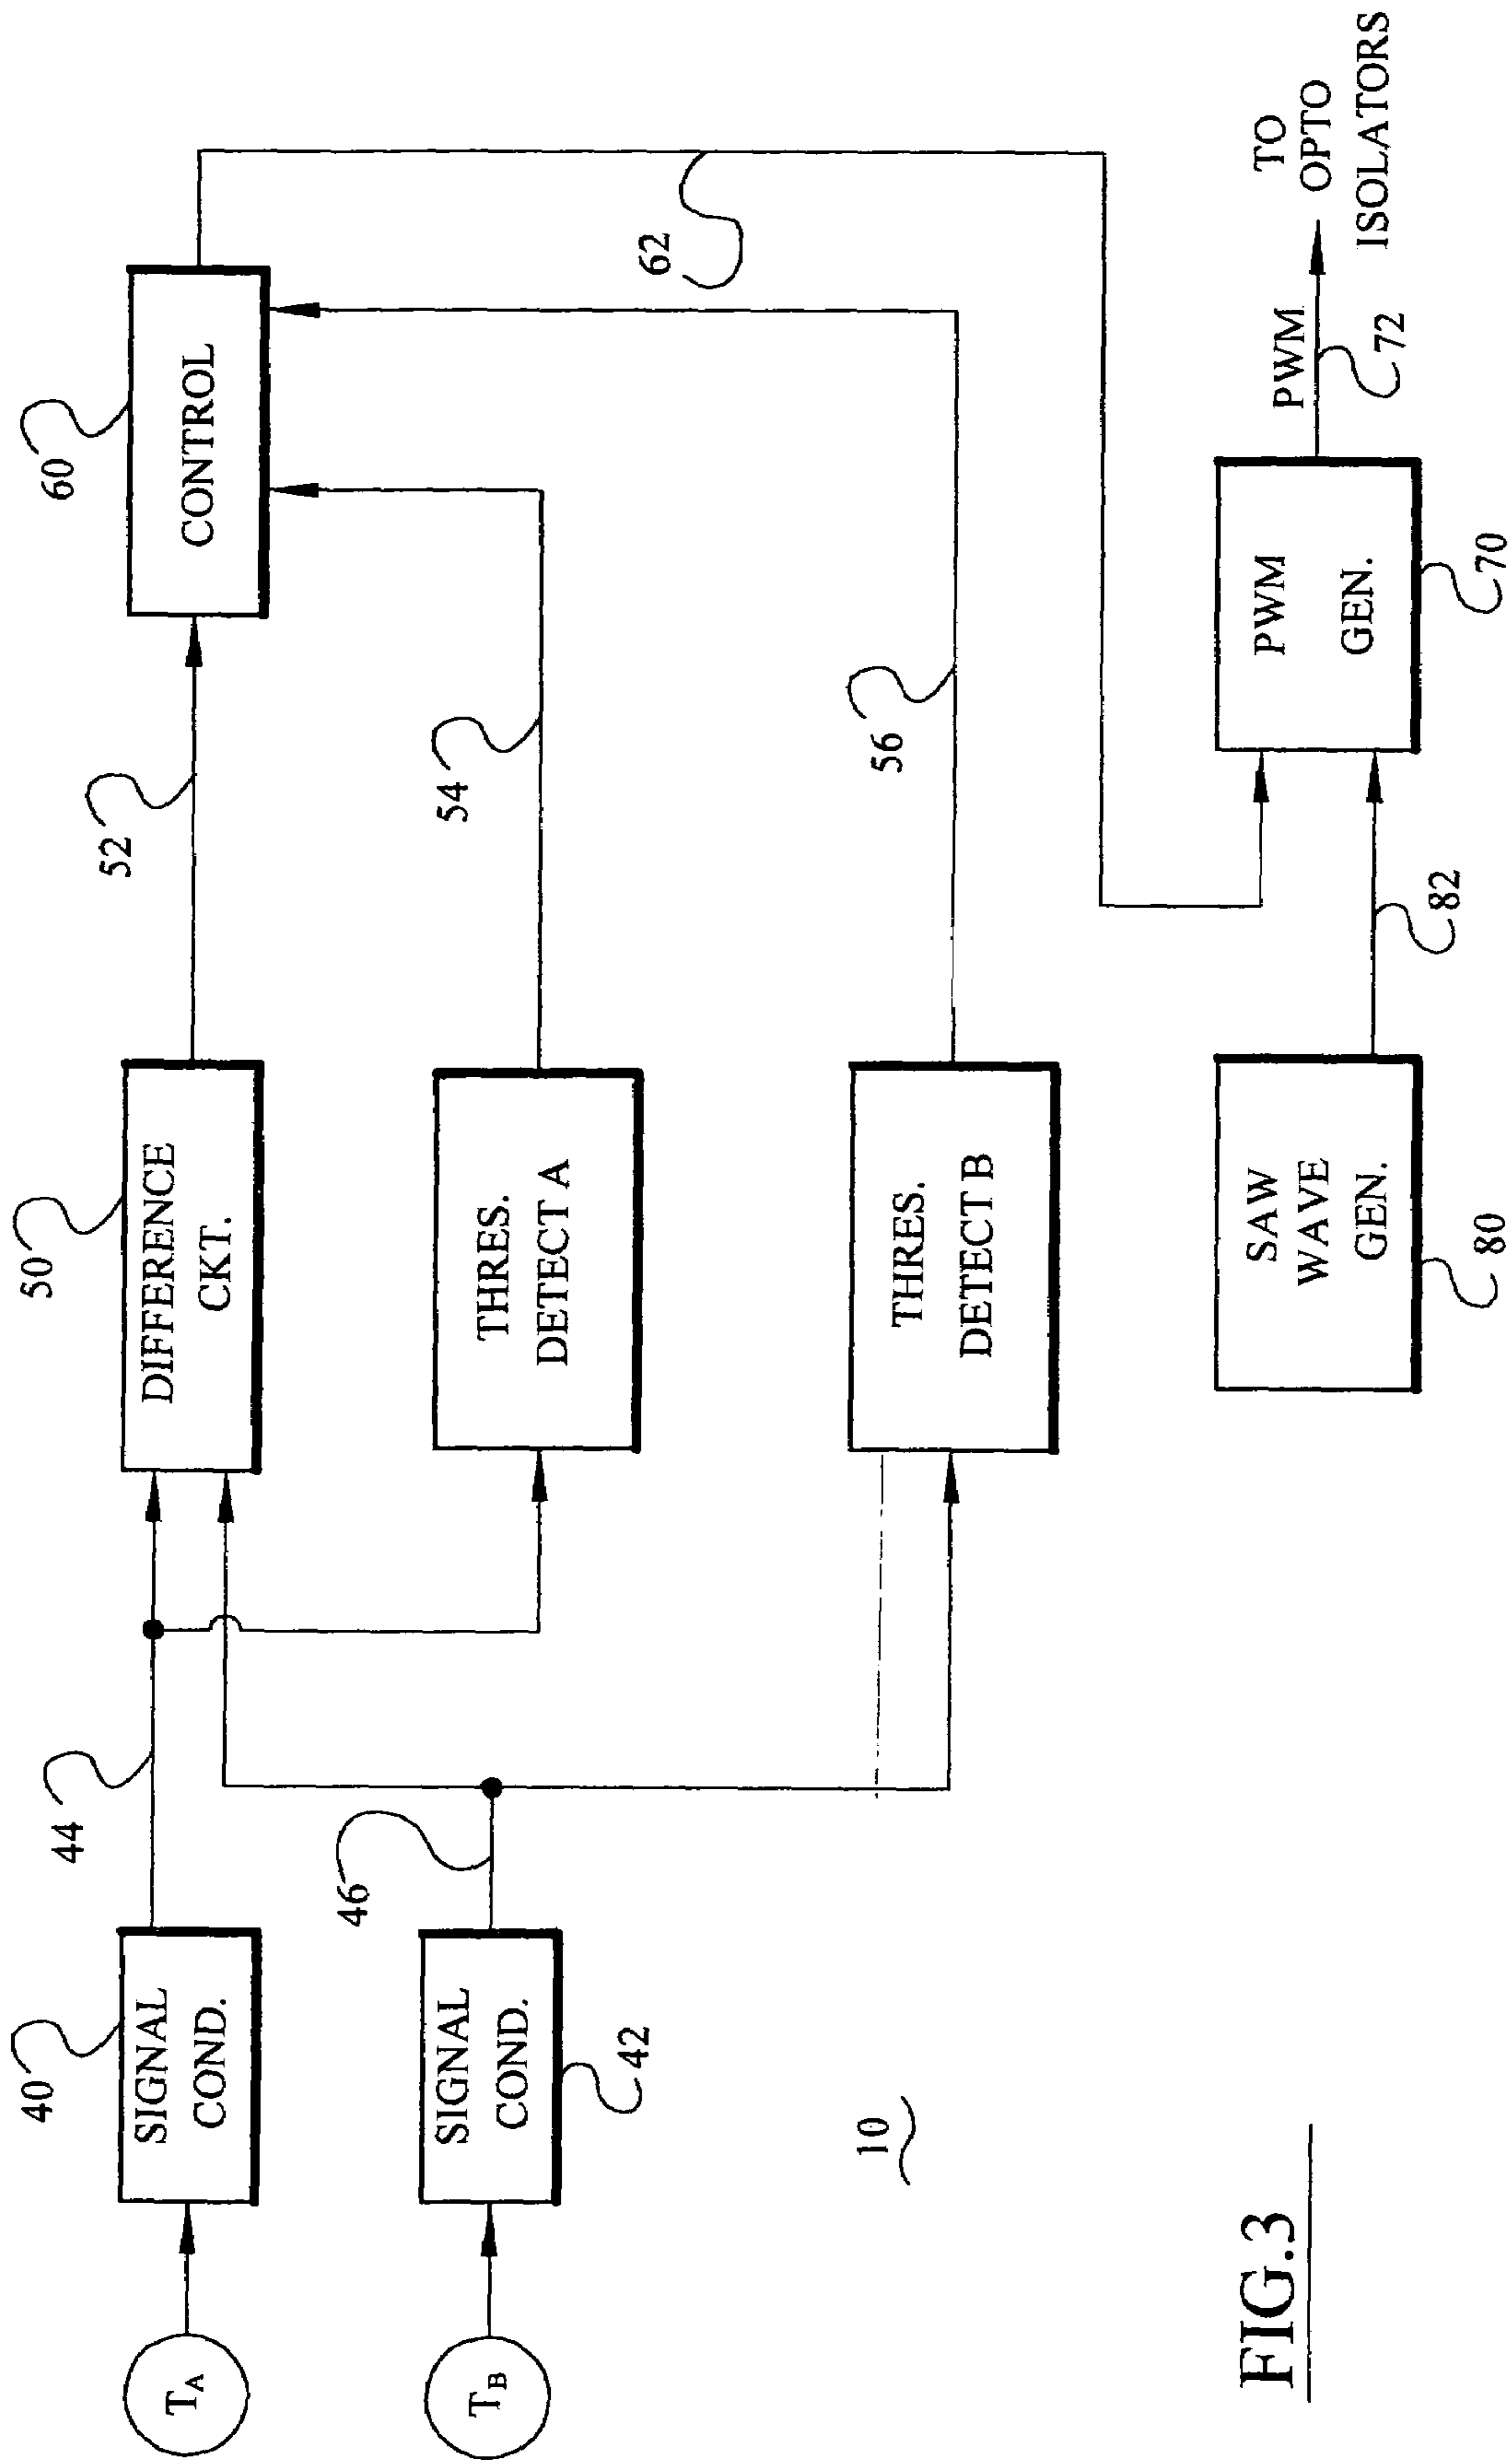 40
SIGNAL
COND.
44
50
DIFFERENCE
CKT.
52
60
CONTROL
TA
TB
SIGNAL
COND.
42
46
THRES.
DETECT A
54
62
THRES.
DETECT B
56
10
SAW
WAVE
GEN.
80
82
PWM
GEN.
70
PWM
72
TO
OPTO
ISOLATORS
FIG.3